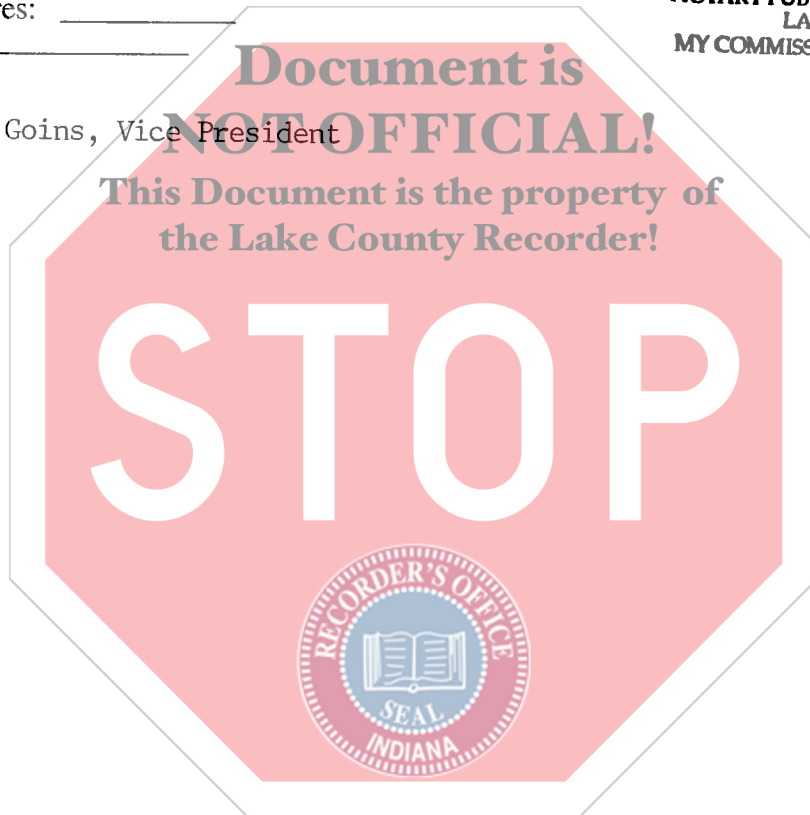 res:
LA
MY COMMISS
Document is
Goins, Vice President
NOT OFFICIAL!
This Document is the property of
the Lake County Recorder!
STOP
RECORDER'S OFFICE
SEAL
INDIANA